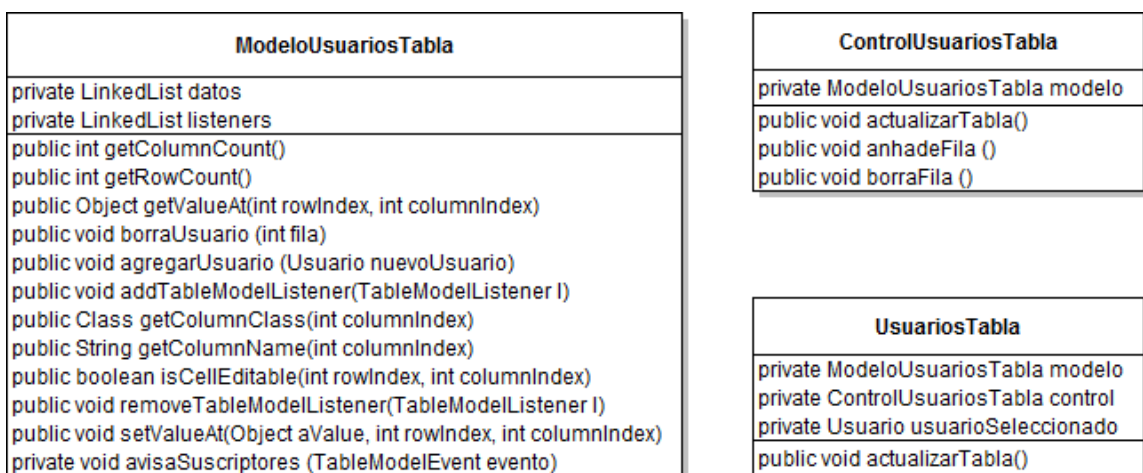 ModeloUsuariosTabla
private LinkedList datos
private LinkedList listeners
public int getColumnCount()
public int getRowCount()
public Object getValueAt(int rowIndex, int columnIndex)
public void borraUsuario (int fila)
public void agregarUsuario (Usuario nuevoUsuario)
public void addTableModelListener(TableModelListener l)
public Class getColumnClass(int columnIndex)
public String getColumnName(int columnIndex)
public boolean isCellEditable(int rowIndex, int columnIndex)
public void removeTableModelListener(TableModelListener l)
public void setValueAt(Object aValue, int rowIndex, int columnIndex)
private void avisaSuscriptores (TableModelEvent evento)
ControlUsuariosTabla
private ModeloUsuariosTabla modelo
public void actualizarTabla()
public void anhadeFila ()
public void borraFila ()
UsuariosTabla
private ModeloUsuariosTabla modelo
private ControlUsuariosTabla control
private Usuario usuarioSeleccionado
public void actualizarTabla()